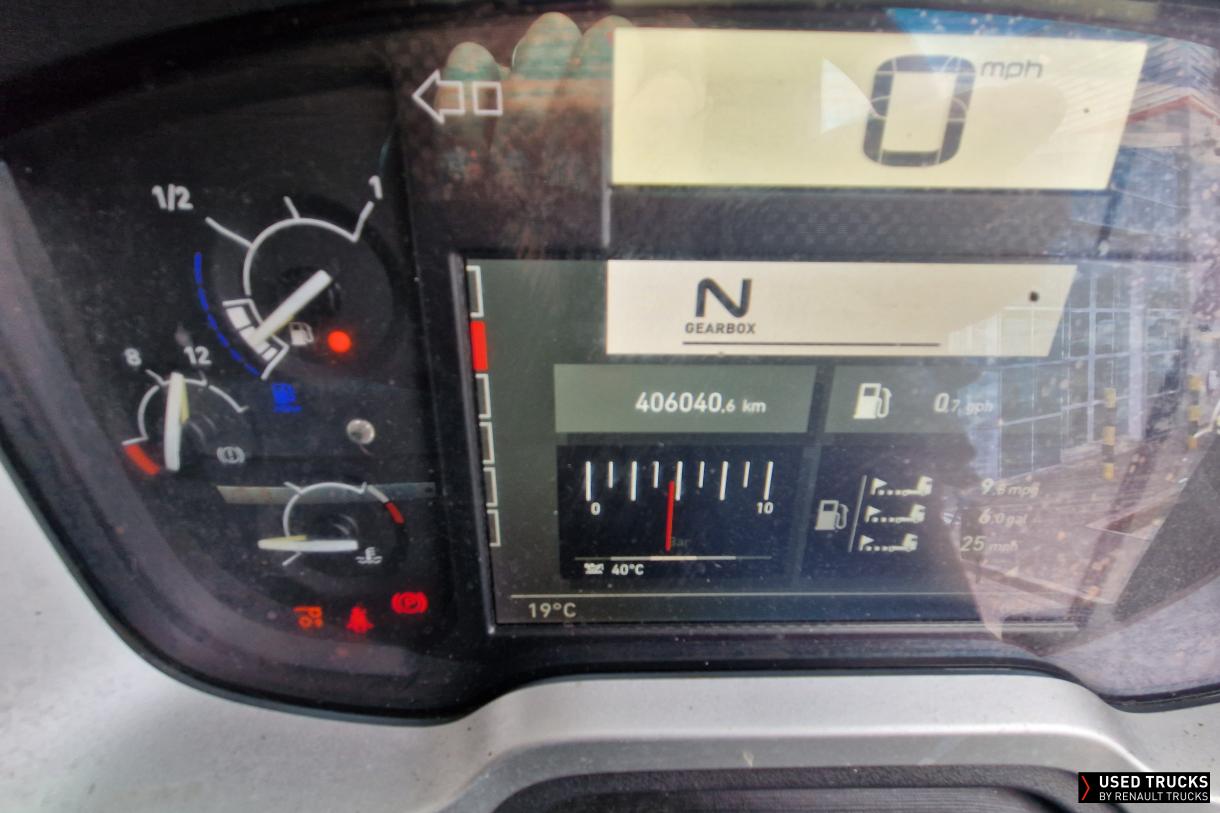 0 mph
1/2
1
N
GEARBOX
406040.6 km
0.7 gph
8
12
0
10
Bar
9.8 mpg
6.0 gal
25 mph
40°C
19°C
USED TRUCKS
BY RENAULT TRUCKS